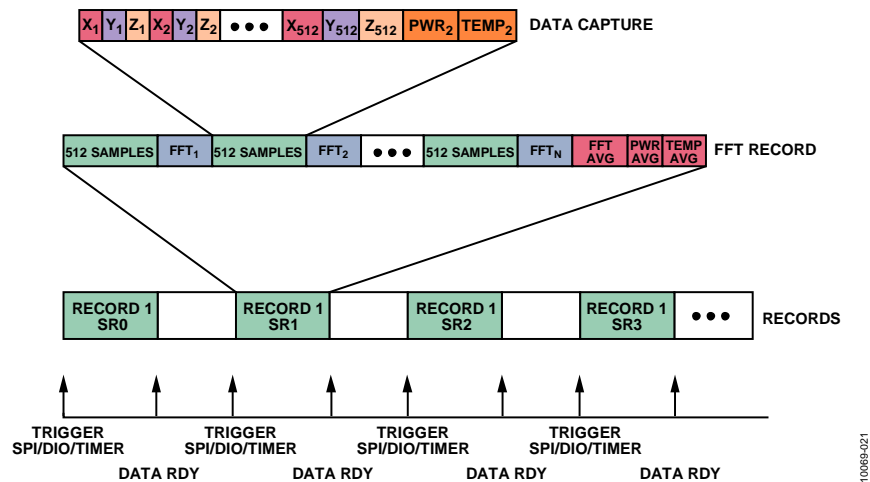 X1 Y1 Z1 X2 Y2 Z2 ●●● X512 Y512 Z512 PWR2 TEMP2 DATA CAPTURE
512 SAMPLES FFT1 512 SAMPLES FFT2 ●●● 512 SAMPLES FFTN FFT AVG PWR AVG TEMP AVG FFT RECORD
RECORD 1 SR0
RECORD 1 SR1
RECORD 1 SR2
RECORD 1 SR3
●●● RECORDS
TRIGGER SPI/DIO/TIMER
TRIGGER SPI/DIO/TIMER
TRIGGER SPI/DIO/TIMER
TRIGGER SPI/DIO/TIMER
DATA RDY DATA RDY DATA RDY DATA RDY
10069-021